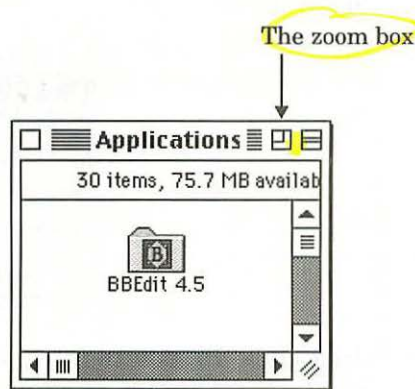 The zoom box
Applications
30 items, 75.7 MB availab
B
BBEdit 4.5